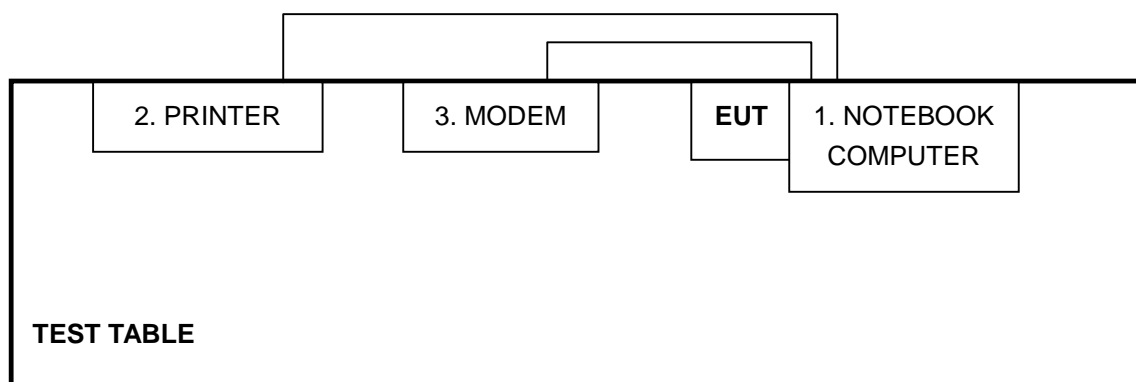 2. PRINTER
3. MODEM
EUT
1. NOTEBOOK
COMPUTER
TEST TABLE